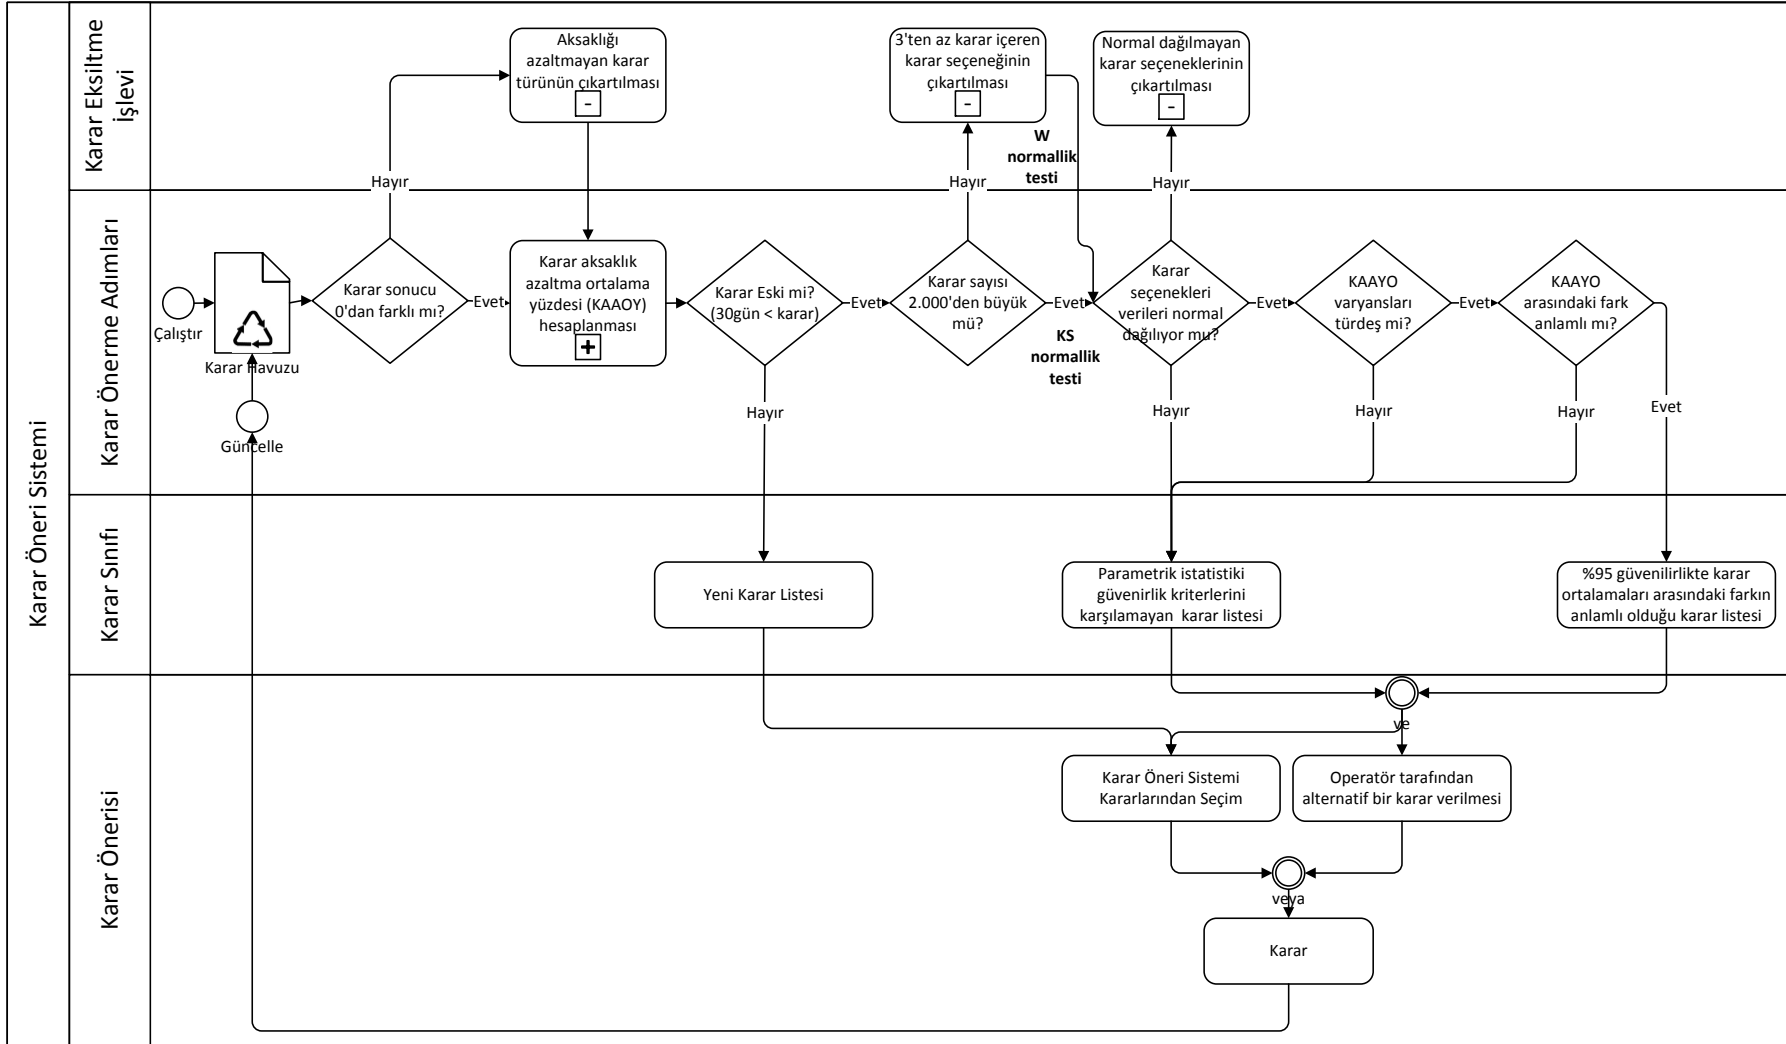 Karar Öneri Sistemi
Karar Eksiltme
İşlevi
Aksaklığı
azaltmayan karar
türünün çıkartılması
-
3'ten az karar içeren
karar seçeneğinin
çıkartılması
-
Normal dağılmayan
karar seçeneklerinin
çıkartılması
-
W
normallik
testi
Hayır
Hayır
Hayır
Karar Önerme Adımları
Çalıştır
Karar Havuzu
Güncelle
Karar sonucu
0'dan farklı mı?
Evet
Karar aksaklık
azaltma ortalama
yüzdesi (KAAOY)
hesaplanması
+
Karar Eski mi?
(30gün < karar)
Evet
Karar sayısı
2.000'den büyük
mü?
Evet
KS
normallik
testi
Karar
seçenekleri
verileri normal
dağılıyor mu?
Evet
KAAYO
varyansları
türdeş mi?
Evet
KAAYO
arasındaki fark
anlamlı mı?
Hayır
Hayır
Hayır
Hayır
Evet
Karar Sınıfı
Yeni Karar Listesi
Parametrik istatistiki
güvenirlik kriterlerini
karşılamayan  karar listesi
%95 güvenilirlikte karar
ortalamaları arasındaki farkın
anlamlı olduğu karar listesi
Karar Önerisi
ve
Karar Öneri Sistemi
Kararlarından Seçim
Operatör tarafından
alternatif bir karar verilmesi
veya
Karar